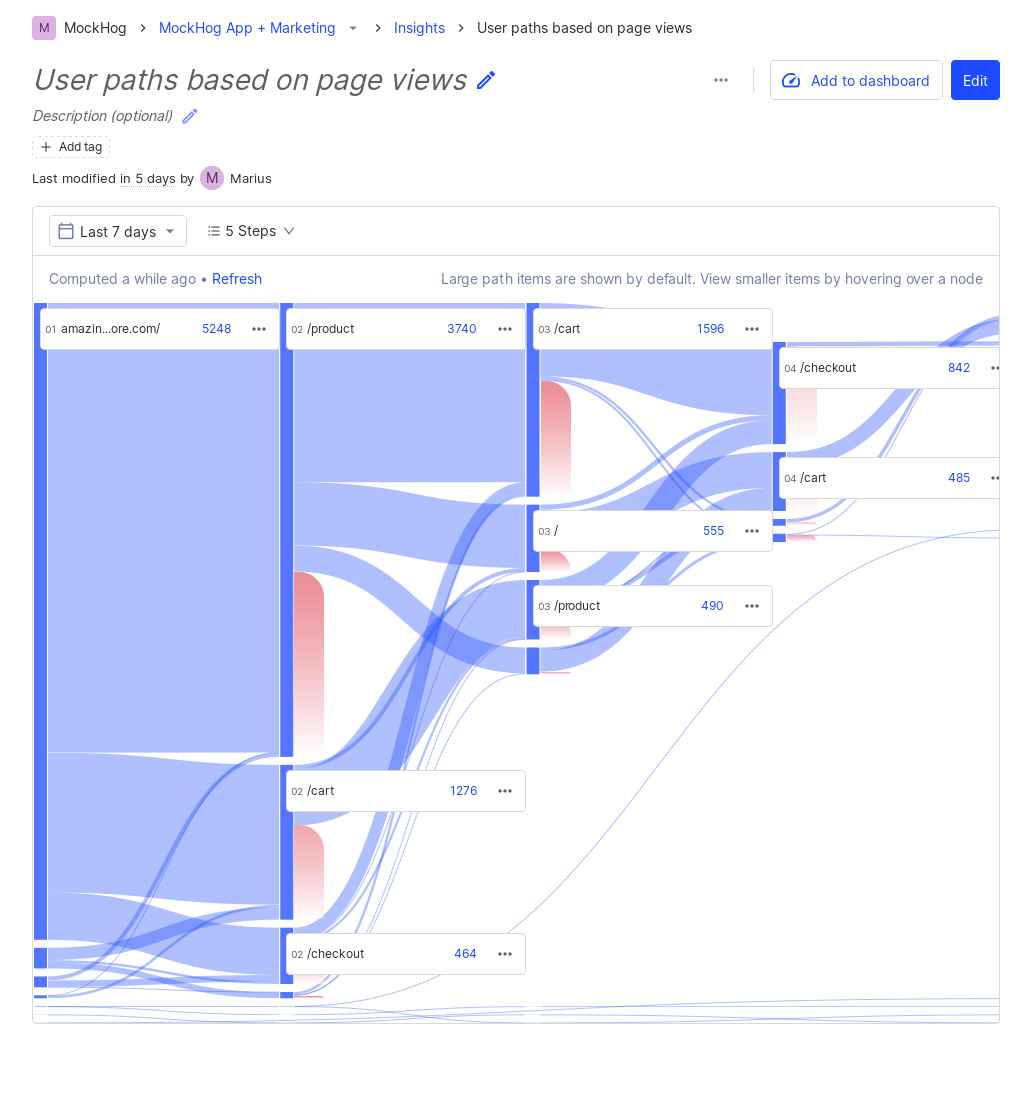 M MockHog MockHog App + Marketing Insights User paths based on page views
User paths based on page views
Add to dashboard
Edit
Description (optional)
Add tag
Last modified in 5 days by M Marius
Last 7 days 5 Steps
Computed a while ago • Refresh
Large path items are shown by default. View smaller items by hovering over a node
01 amazin...ore.com/ 5248
02 /product 3740
03 /cart 1596
04 /checkout 842
04 /cart 485
03 / 555
03 /product 490
02 /cart 1276
02 /checkout 464